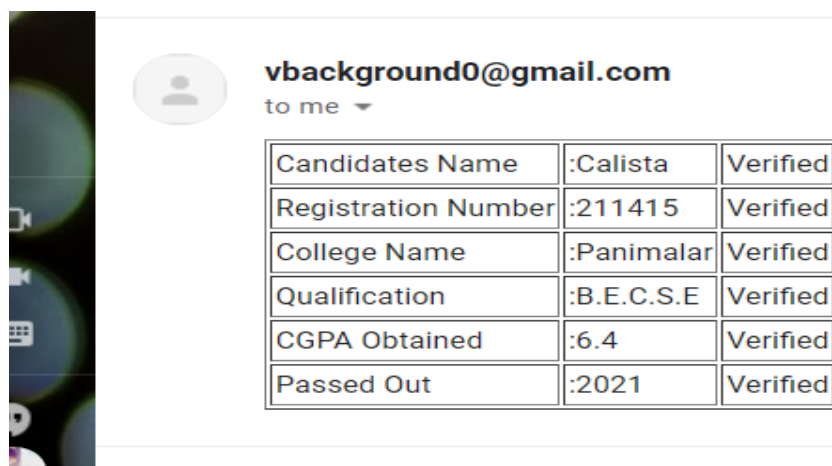 vbackground0@gmail.com
to me
Candidates Name :Calista Verified
Registration Number :211415 Verified
College Name :Panimalar Verified
Qualification :B.E.C.S.E Verified
CGPA Obtained :6.4 Verified
Passed Out :2021 Verified